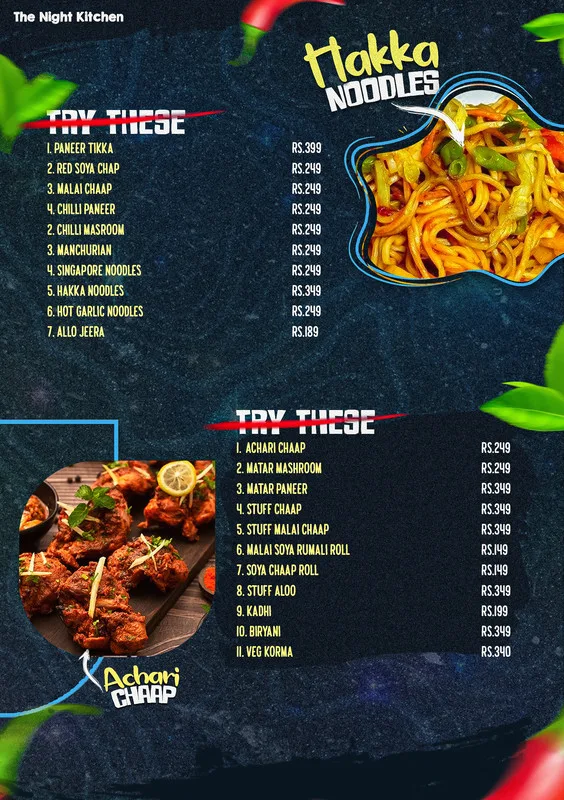 The Night Kitchen
Hakka
NOODLES
TRY THESE
1. PANEER TIKKA RS.399
2. RED SOYA CHAP RS.249
3. MALAI CHAAP RS.249
4. CHILLI PANEER RS.249
2. CHILLI MASROOM RS.249
3. MANCHURIAN RS.249
4. SINGAPORE NOODLES RS.249
5. HAKKA NOODLES RS.349
6. HOT GARLIC NOODLES RS.249
7. ALLO JEERA RS.189
TRY THESE
1. ACHARI CHAAP RS.249
2. MATAR MASHROOM RS.249
3. MATAR PANEER RS.349
4. STUFF CHAAP RS.349
5. STUFF MALAI CHAAP RS.349
6. MALAI SOYA RUMALI ROLL RS.149
7. SOYA CHAAP ROLL RS.149
8. STUFF ALOO RS.349
9. KADHI RS.199
10. BIRYANI RS.349
11. VEG KORMA RS.340
Achari
CHAAP